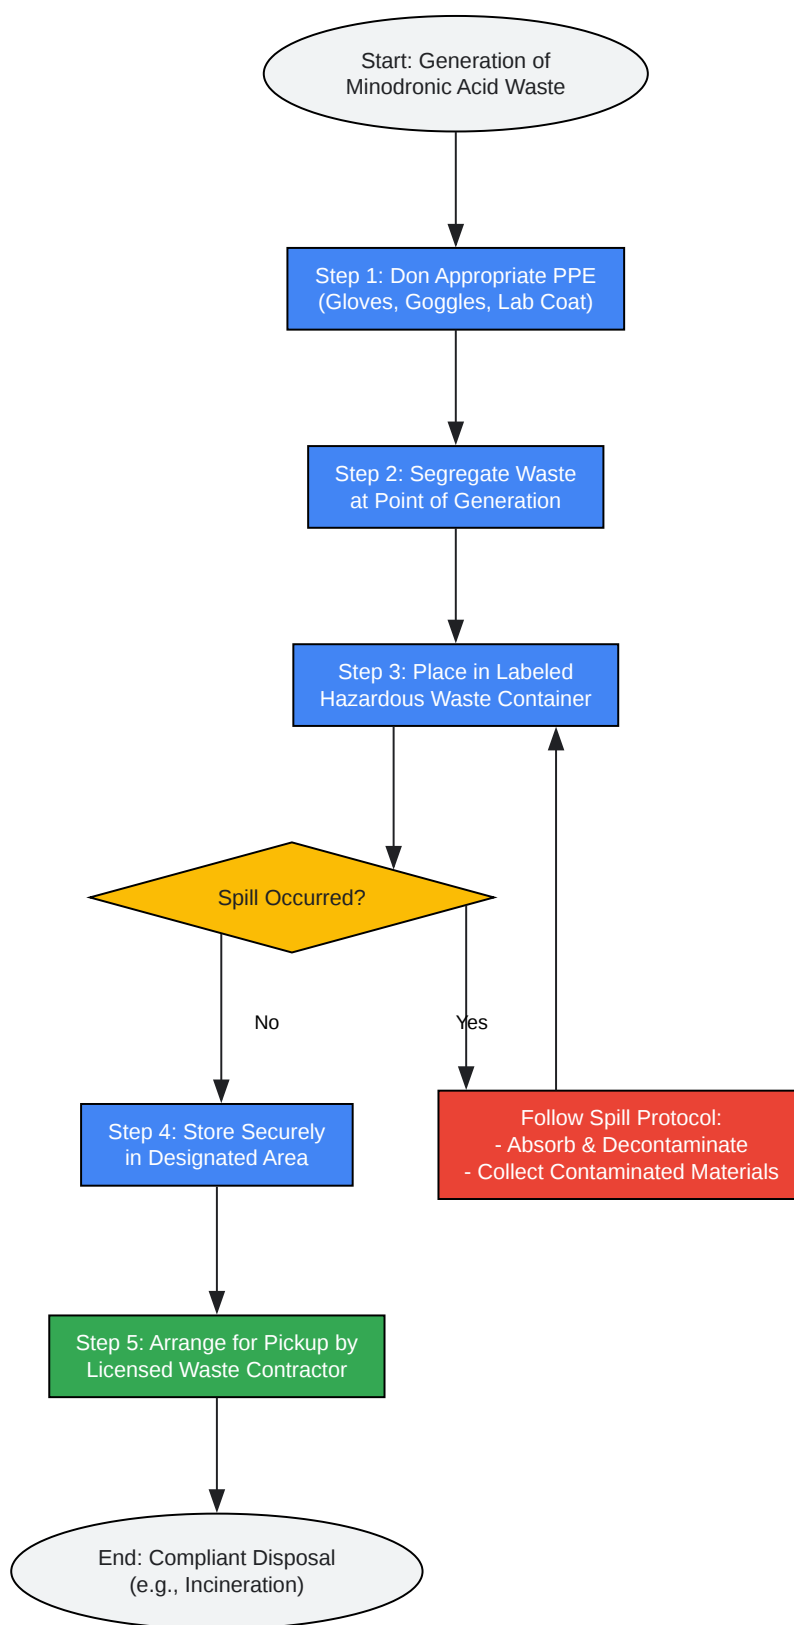 Start: Generation of
Minodronic Acid Waste
Step 1: Don Appropriate PPE
(Gloves, Goggles, Lab Coat)
Step 2: Segregate Waste
at Point of Generation
Step 3: Place in Labeled
Hazardous Waste Container
Spill Occurred?
No
Yes
Step 4: Store Securely
in Designated Area
Follow Spill Protocol:
- Absorb & Decontaminate
- Collect Contaminated Materials
Step 5: Arrange for Pickup by
Licensed Waste Contractor
End: Compliant Disposal
(e.g., Incineration)